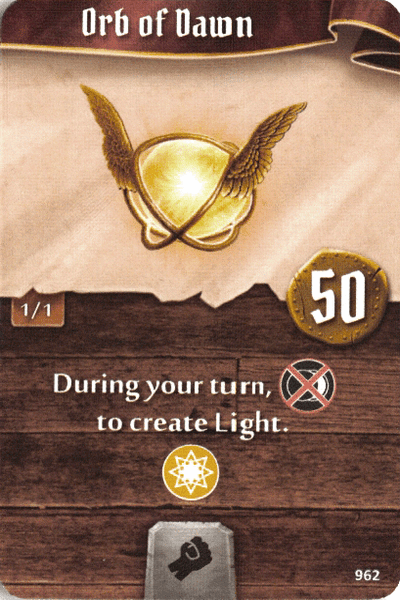 Orb of Dawn
50
1/1
During your turn,
to create Light.
962